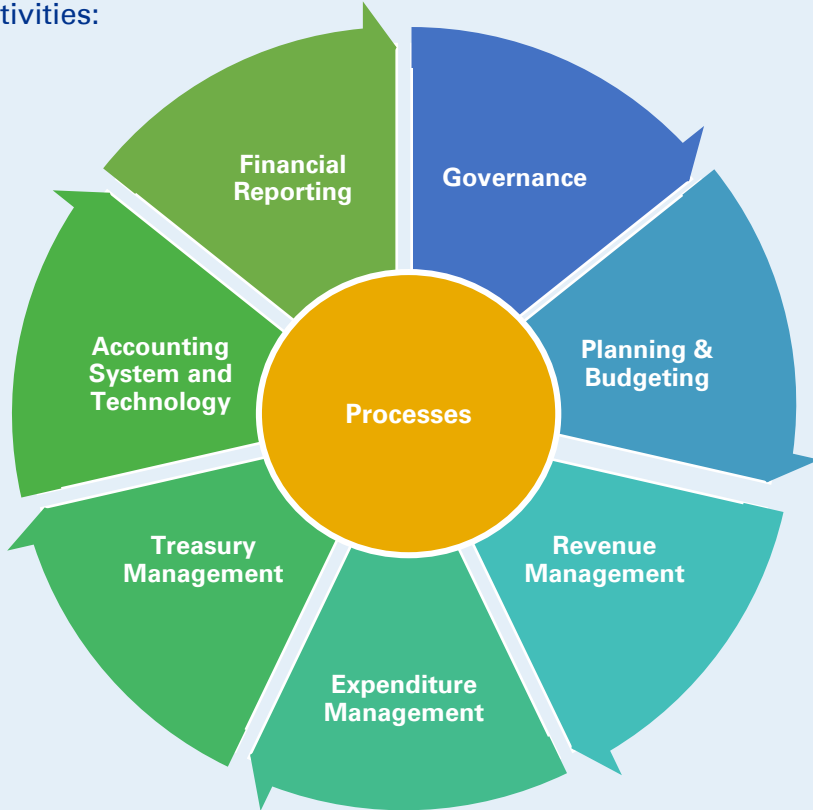 tivities:
Financial
Reporting
Governance
Accounting
System and
Technology
Planning &
Budgeting
Processes
Treasury
Management
Revenue
Management
Expenditure
Management